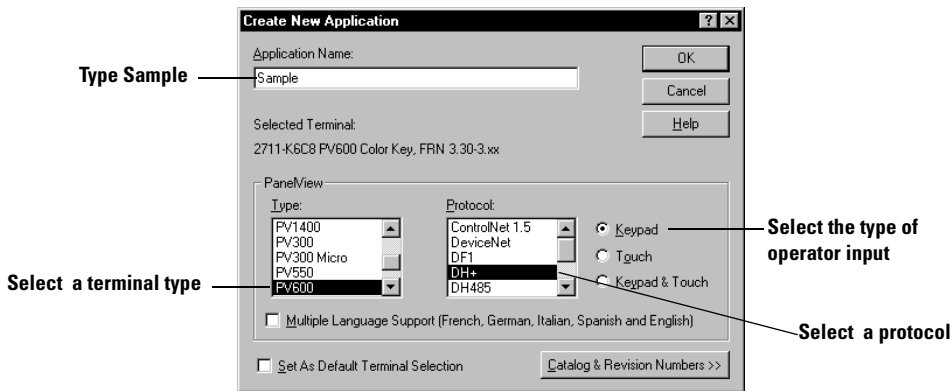 Create New Application
Application Name:
Type Sample
Sample
OK
Cancel
Help
Selected Terminal:
2711-K6C8 PV600 Color Key, FRN 3.30-3.xx
PanelView
Type:
PV1400
PV300
PV300 Micro
PV550
PV600
Select a terminal type
Protocol:
ControlNet 1.5
DeviceNet
DF1
DH+
DH485
Keypad
Touch
Keypad & Touch
Select the type of
operator input
Select a protocol
Multiple Language Support (French, German, Italian, Spanish and English)
Set As Default Terminal Selection
Catalog & Revision Numbers >>